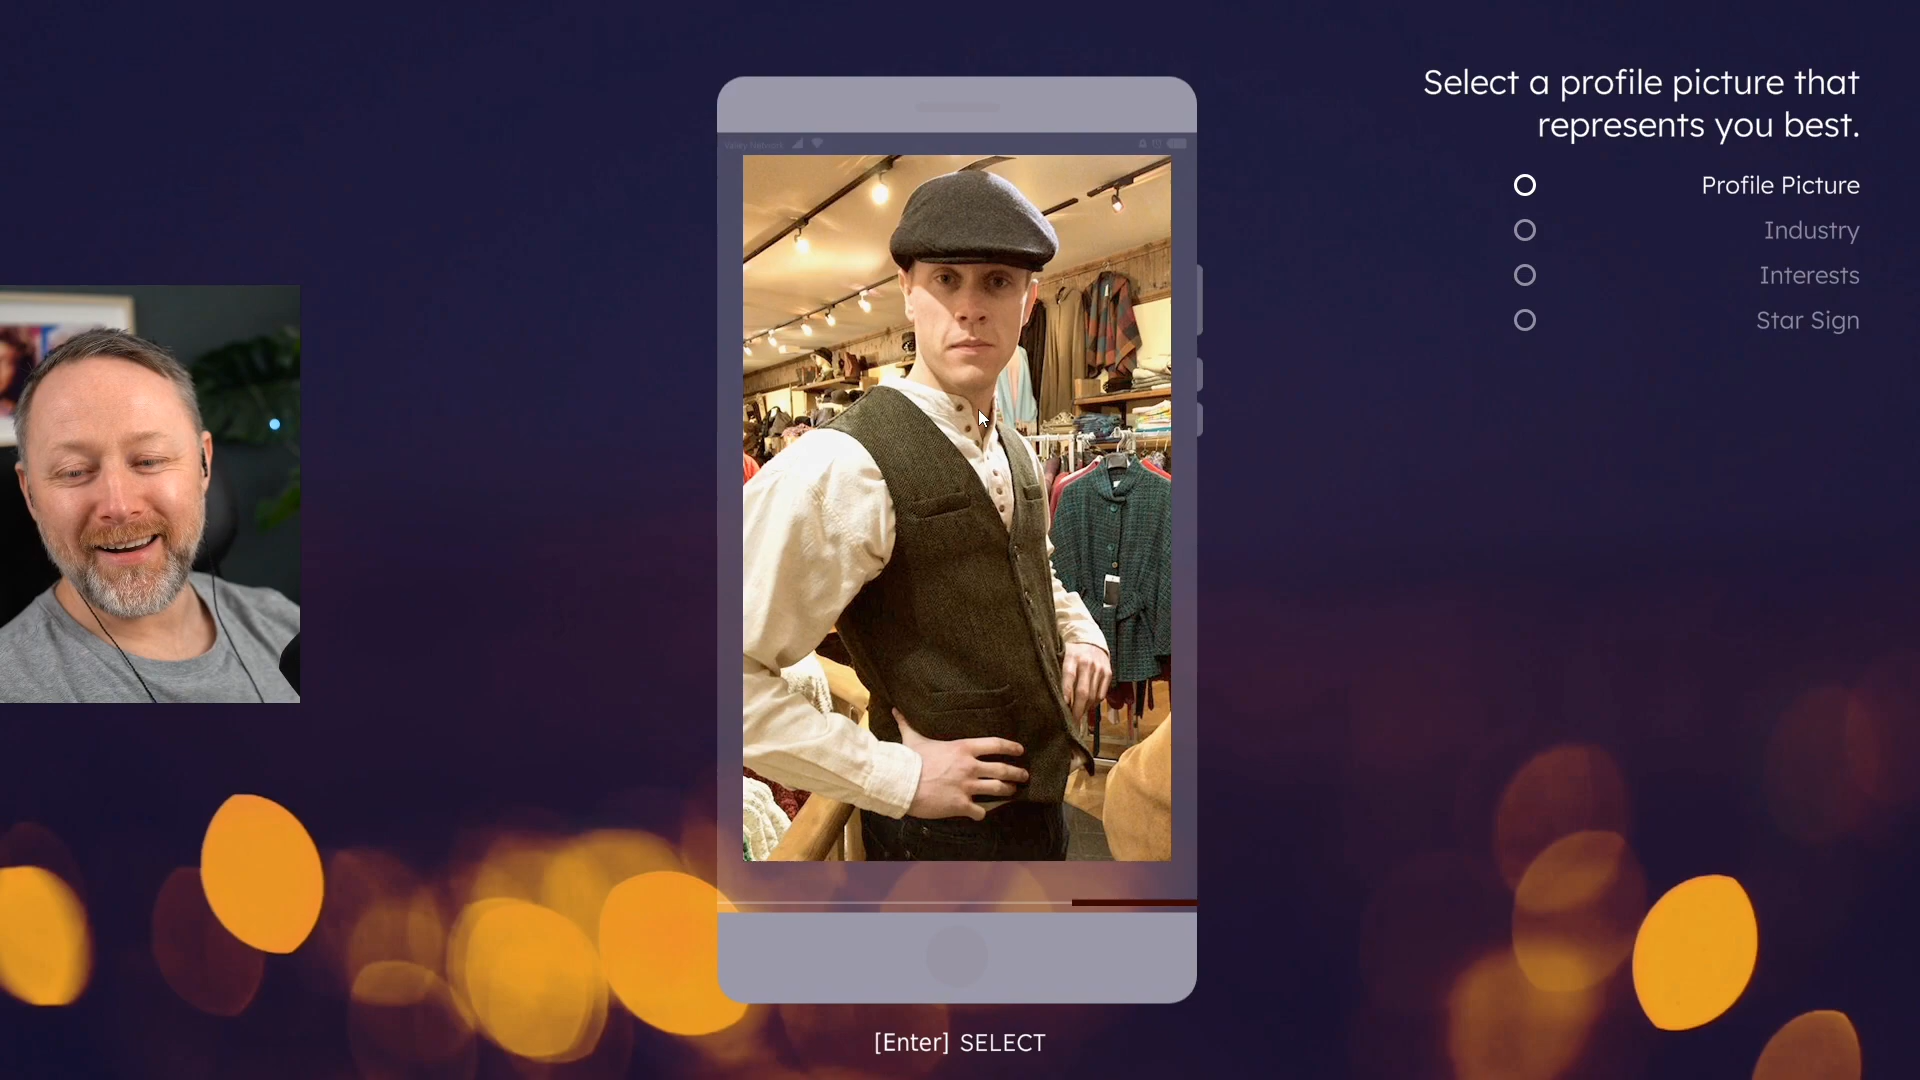 Select a profile picture that
represents you best.
Profile Picture
Industry
Interests
Star Sign
[Enter] SELECT